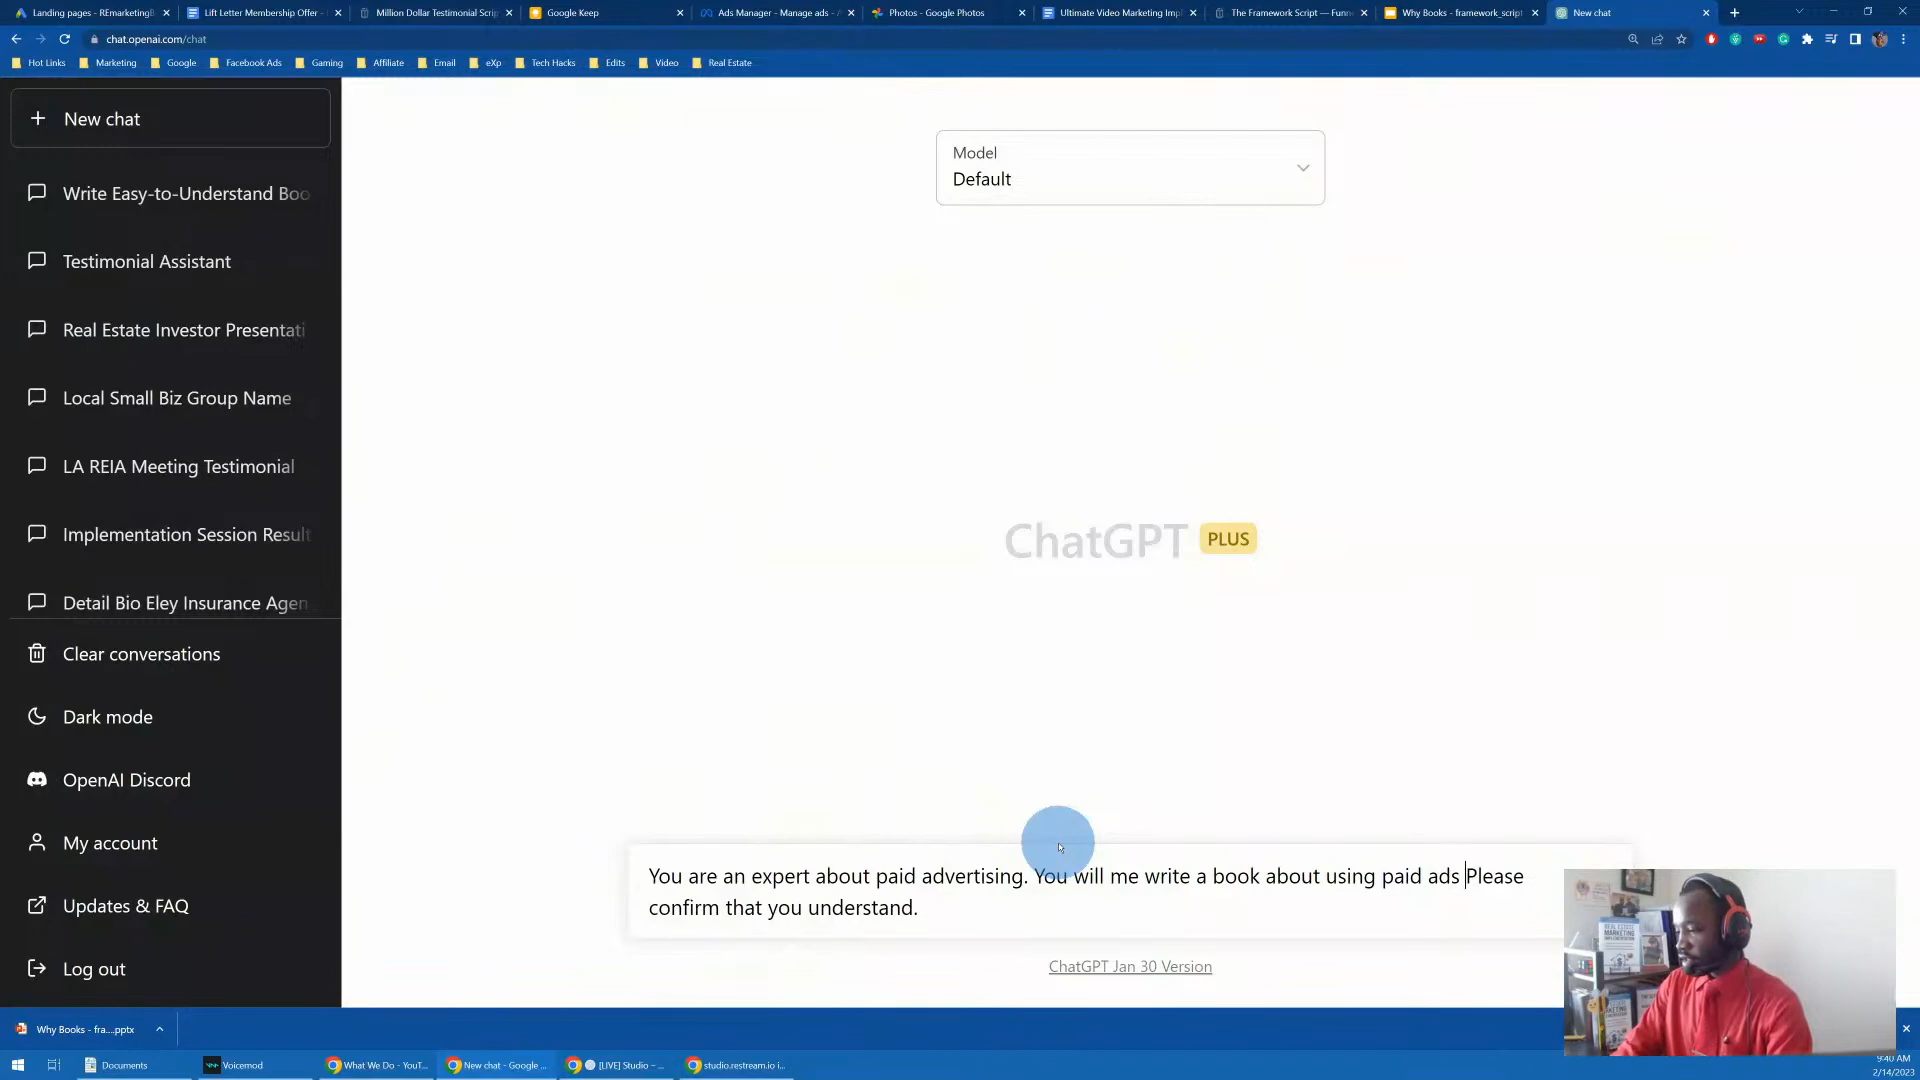 Landing pages - REmarketingB
Lift Letter Membership Offer -
Million Dollar Testimonial Scrip
Google Keep
Ads Manager - Manage ads - A
Photos - Google Photos
Ultimate Video Marketing Impl
The Framework Script — Funn
Why Books - framework_script
New chat
chat.openai.com/chat
Hot Links
Marketing
Google
Facebook Ads
Gaming
Affiliate
Email
eXp
Tech Hacks
Edits
Video
Real Estate
New chat
Write Easy-to-Understand Boo
Testimonial Assistant
Real Estate Investor Presentati
Local Small Biz Group Name
LA REIA Meeting Testimonial
Implementation Session Result
Detail Bio Eley Insurance Agen
Clear conversations
Dark mode
OpenAI Discord
My account
Updates & FAQ
Log out
Model
Default
ChatGPT PLUS
You are an expert about paid advertising. You will me write a book about using paid ads Please
confirm that you understand.
ChatGPT Jan 30 Version
REAL ESTATE
MARKETING
Why Books - fra....pptx
Documents
Voicemod
What We Do - YouT...
New chat - Google ...
[LIVE] Studio – ...
studio.restream.io i...
9:40 AM
2/14/2023